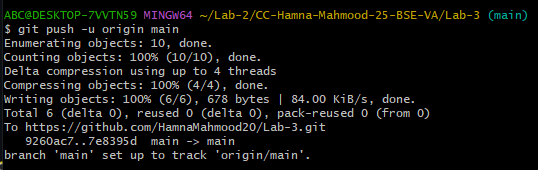 ABC@DESKTOP-7VVTN59 MINGW64 ~/Lab-2/CC-Hamna-Mahmood-25-BSE-VA/Lab-3 (main)
$ git push -u origin main
Enumerating objects: 10, done.
Counting objects: 100% (10/10), done.
Delta compression using up to 4 threads
Compressing objects: 100% (4/4), done.
Writing objects: 100% (6/6), 678 bytes | 84.00 KiB/s, done.
Total 6 (delta 0), reused 0 (delta 0), pack-reused 0 (from 0)
To https://github.com/HamnaMahmood20/Lab-3.git
   9260ac7..7e8395d  main -> main
branch 'main' set up to track 'origin/main'.